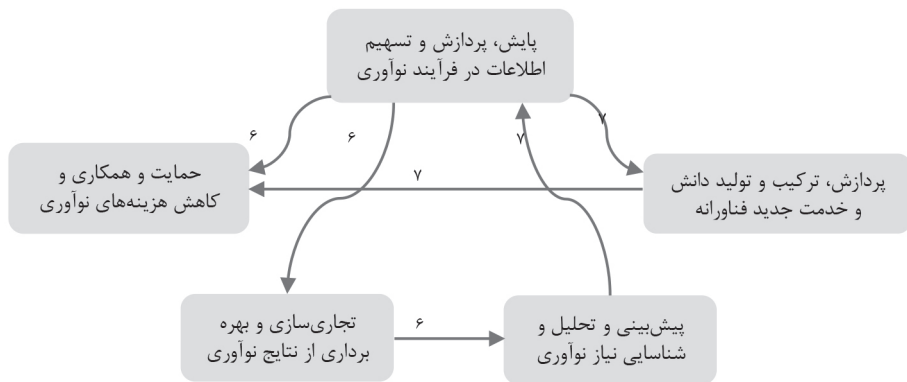 پایش، پردازش و تسهیم
اطلاعات در فرآیند نوآوری
۷
۷
۶
۶
پردازش، ترکیب و تولید دانش
و خدمت جدید فناورانه
۷
حمایت و همکاری و
کاهش هزینه‌های نوآوری
پیش‌بینی و تحلیل و
شناسایی نیاز نوآوری
۶
تجاری‌سازی و بهره
برداری از نتایج نوآوری